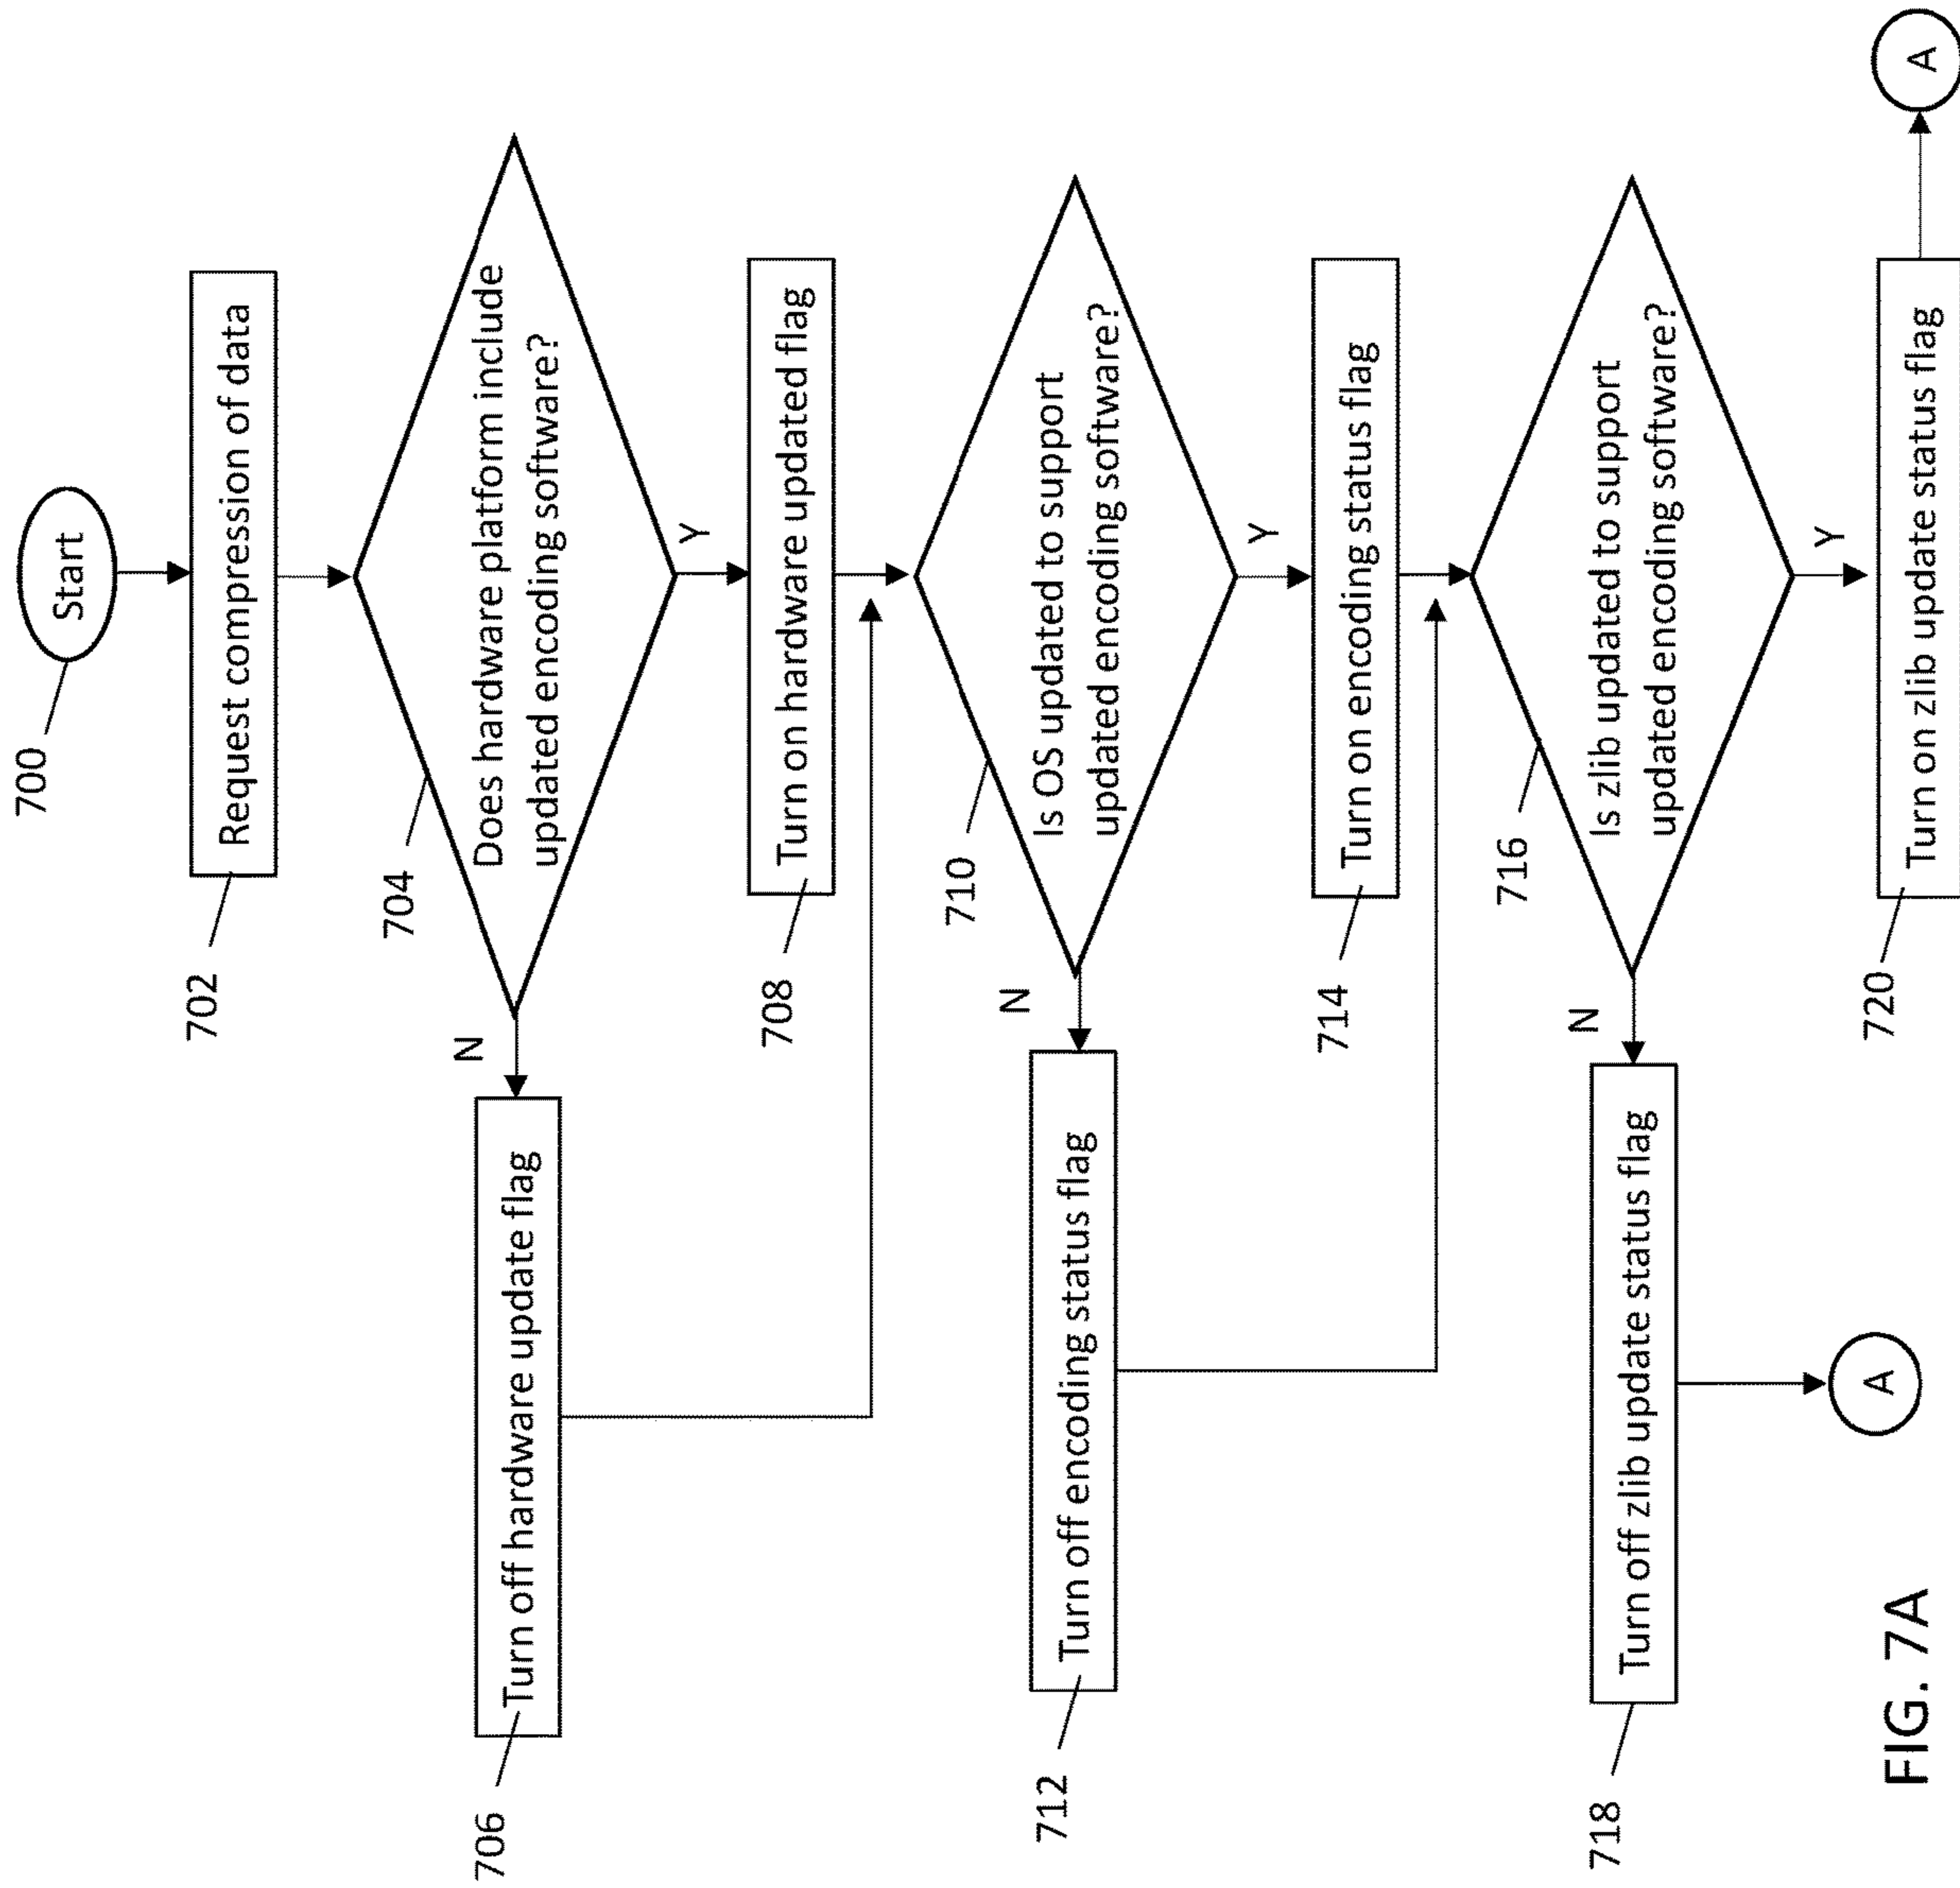 700
Start
702
Request compression of data
704
Does hardware platform include
updated encoding software?
N
Y
706
Turn off hardware update flag
708
Turn on hardware updated flag
710
Is OS updated to support
updated encoding software?
N
Y
712
Turn off encoding status flag
714
Turn on encoding status flag
716
Is zlib updated to support
updated encoding software?
N
Y
718
Turn off zlib update status flag
720
Turn on zlib update status flag
A
A
FIG. 7A